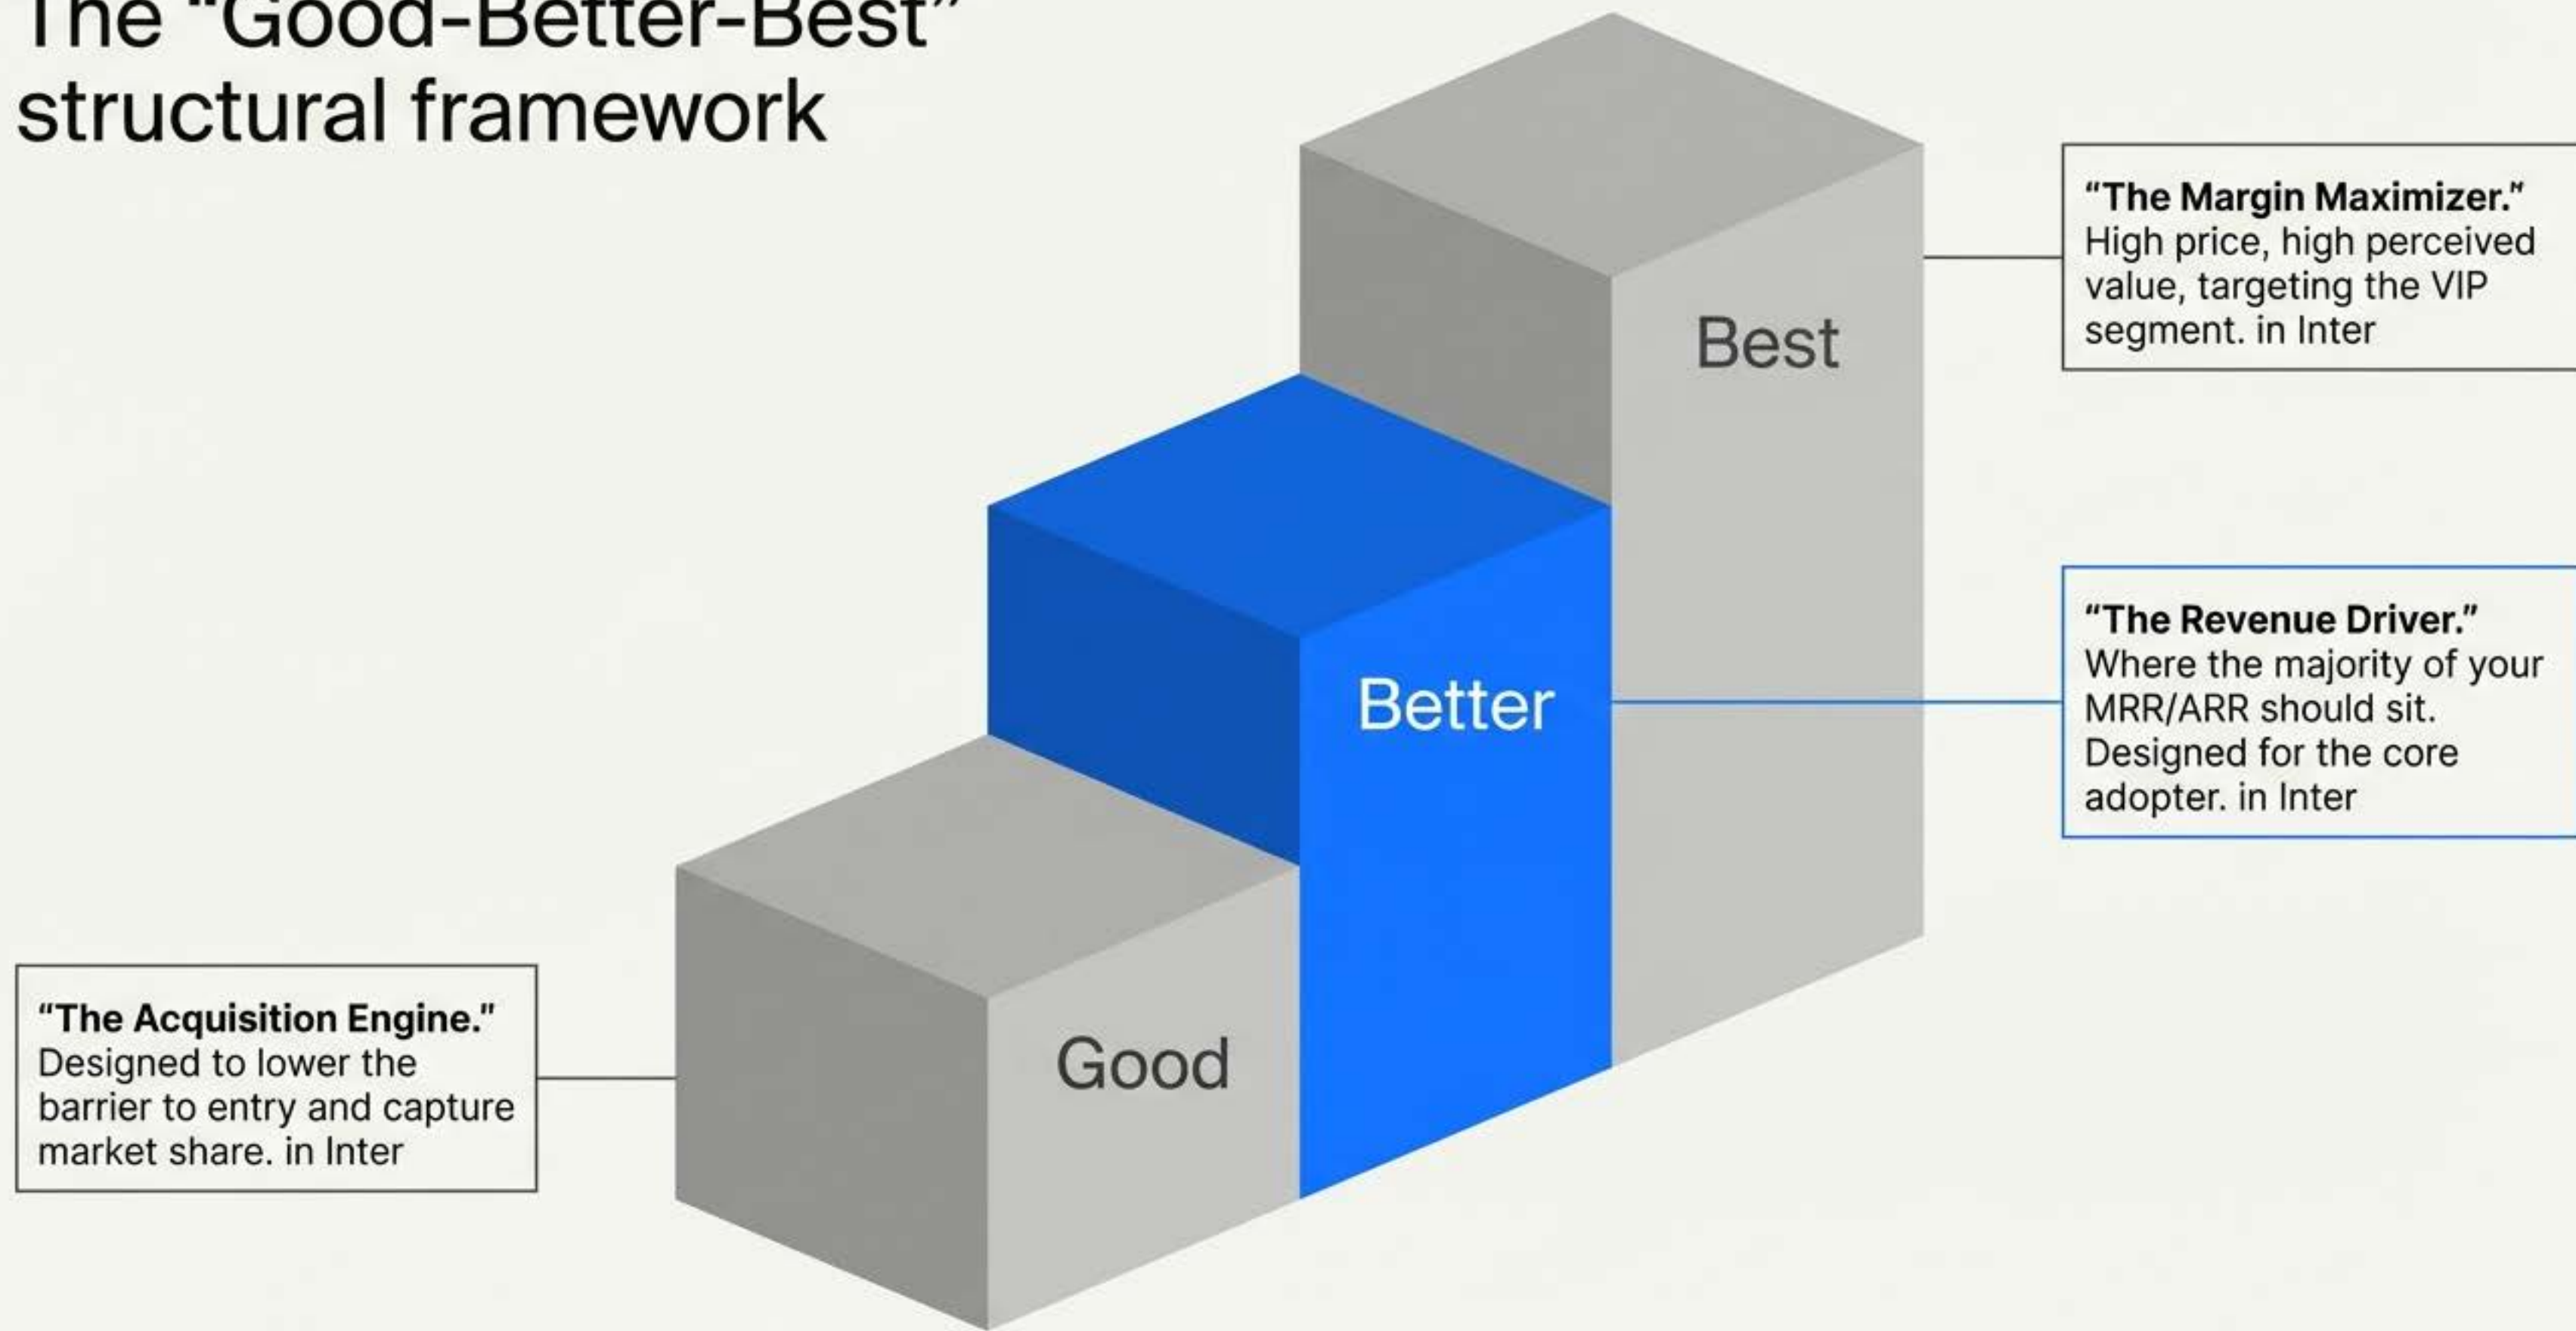 The “Good-Better-Best”
structural framework
“The Margin Maximizer.”
High price, high perceived
value, targeting the VIP
segment. in Inter
Best
“The Revenue Driver.”
Where the majority of your
MRR/ARR should sit.
Designed for the core
adopter. in Inter
Better
“The Acquisition Engine.”
Designed to lower the
barrier to entry and capture
market share. in Inter
Good